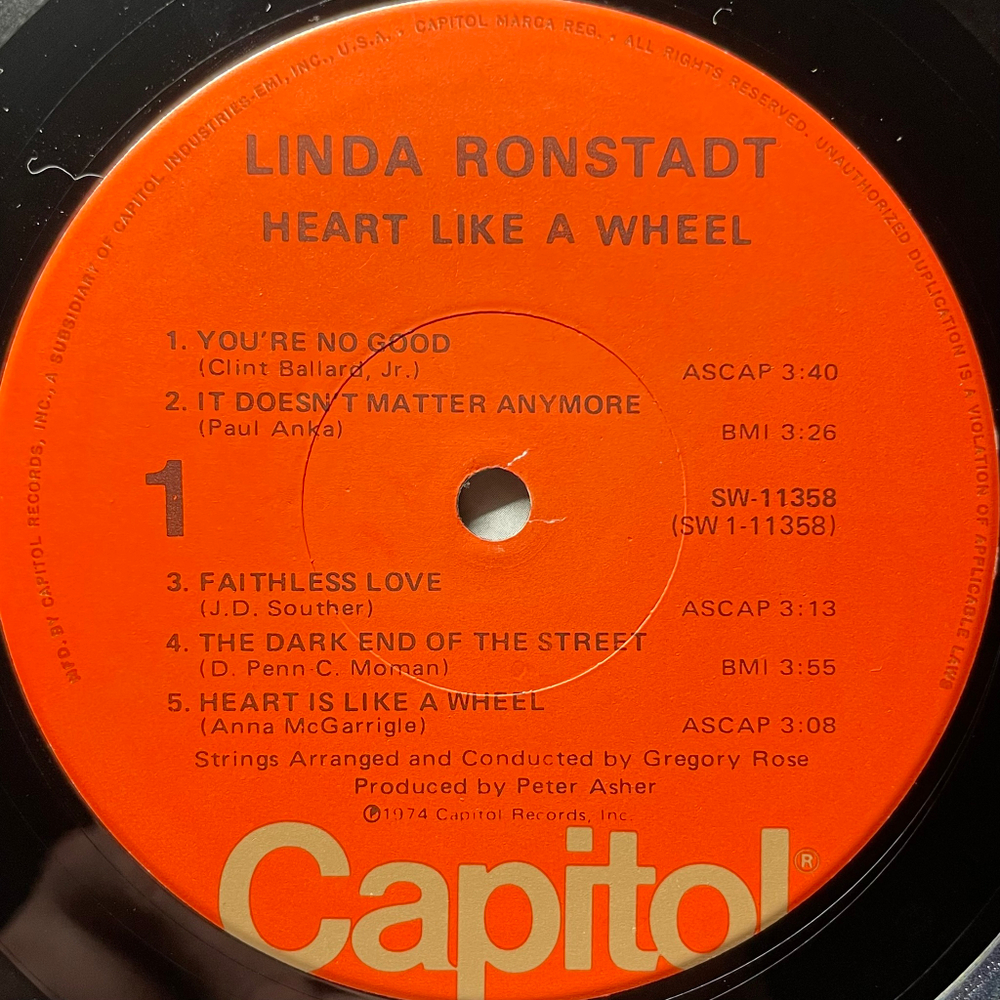 MFD. BY CAPITOL RECORDS, INC., A SUBSIDIARY OF CAPITOL INDUSTRIES-EMI, INC., U.S.A. • CAPITOL MARCA REG. • ALL RIGHTS RESERVED. UNAUTHORIZED DUPLICATION IS A VIOLATION OF APPLICABLE LAWS
LINDA RONSTADT
HEART LIKE A WHEEL
1. YOU'RE NO GOOD
(Clint Ballard, Jr.) ASCAP 3:40
2. IT DOESN'T MATTER ANYMORE
(Paul Anka) BMI 3:26
1
SW-11358
(SW 1-11358)
3. FAITHLESS LOVE
(J.D. Souther) ASCAP 3:13
4. THE DARK END OF THE STREET
(D. Penn-C. Moman) BMI 3:55
5. HEART IS LIKE A WHEEL
(Anna McGarrigle) ASCAP 3:08
Strings Arranged and Conducted by Gregory Rose
Produced by Peter Asher
℗1974 Capitol Records, Inc.
Capitol®